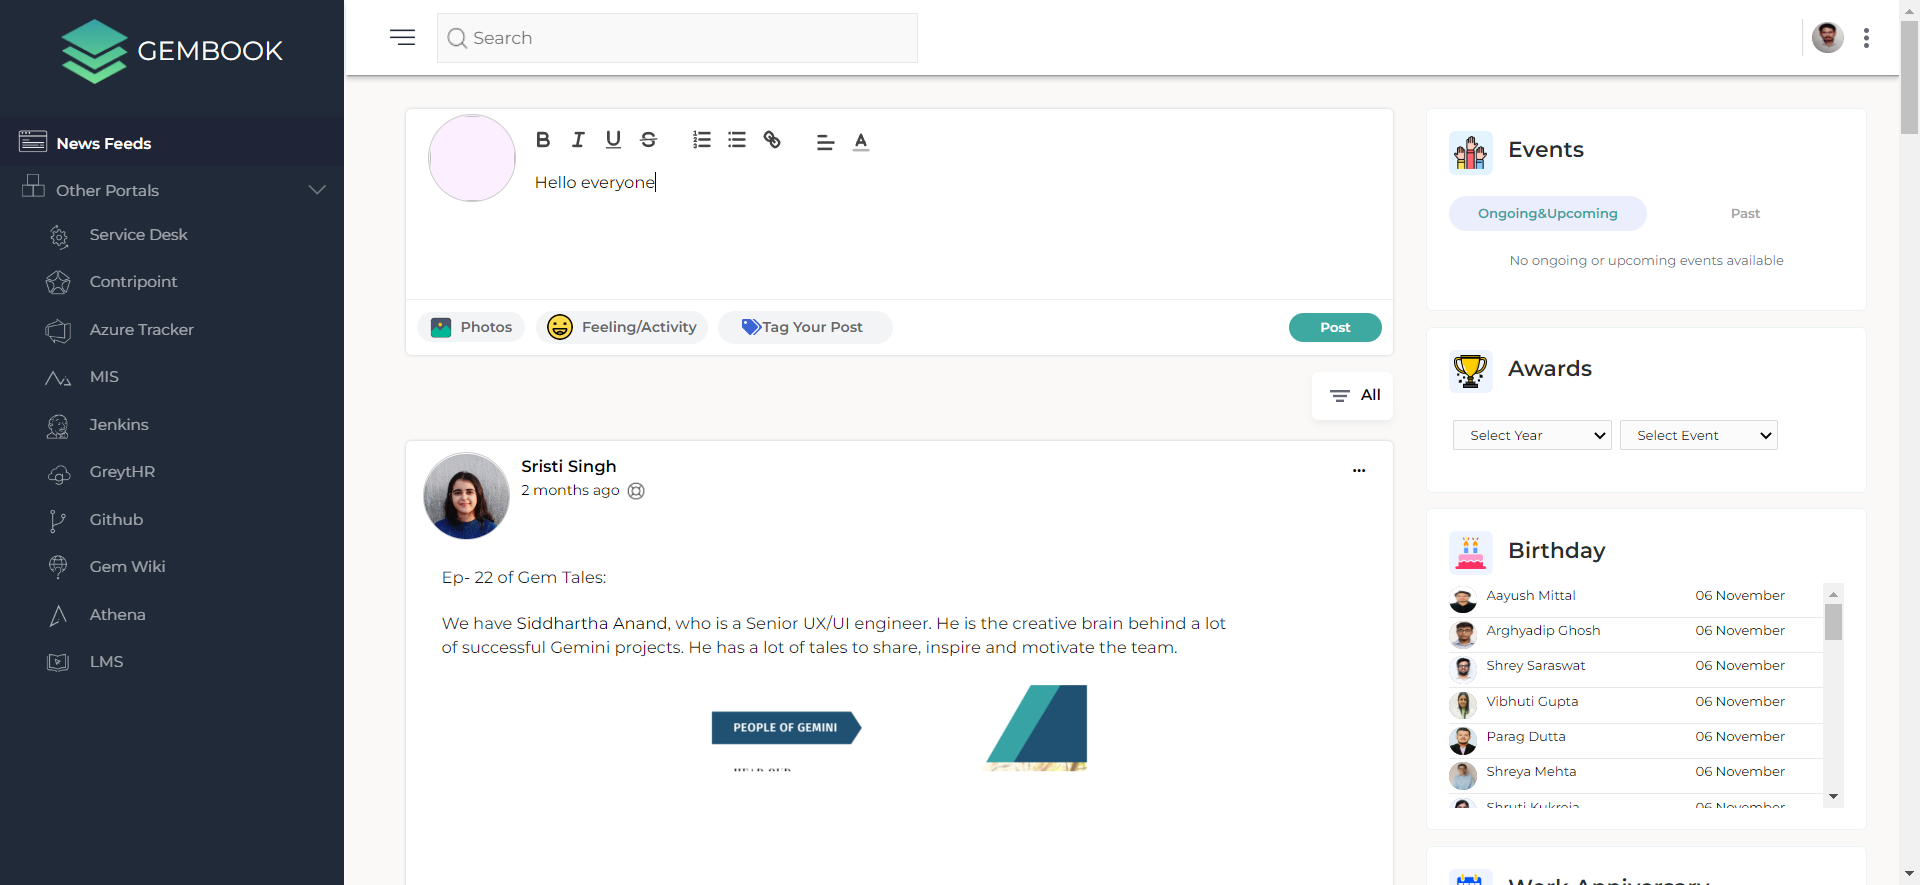 GEMBOOK
News Feeds
Other Portals
Service Desk
Contripoint
Azure Tracker
MIS
Jenkins
GreytHR
Github
Gem Wiki
Athena
LMS
Search
B I U S A
Hello everyone
Photos
Feeling/Activity
Tag Your Post
Post
All
Sristi Singh
2 months ago
Ep- 22 of Gem Tales:
We have Siddhartha Anand, who is a Senior UX/UI engineer. He is the creative brain behind a lot
of successful Gemini projects. He has a lot of tales to share, inspire and motivate the team.
PEOPLE OF GEMINI
HEAR OUR
Events
Ongoing&Upcoming
Past
No ongoing or upcoming events available
Awards
Select Year
Select Event
Birthday
Aayush Mittal 06 November
Arghyadip Ghosh 06 November
Shrey Saraswat 06 November
Vibhuti Gupta 06 November
Parag Dutta 06 November
Shreya Mehta 06 November
Shruti Kukreja 06 November
Work Anniversary